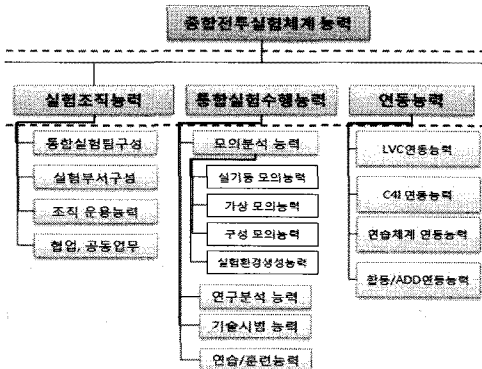 종합전투실험체계 능력
실험조직능력
통합실험팀구성
실험부서구성
조직 운용능력
협업, 공동업무
통합실험수행능력
모의분석 능력
실기동 모의능력
가상 모의능력
구성 모의능력
실험환경생성능력
연구분석 능력
기술시범 능력
연습/훈련능력
연동능력
LVC연동능력
C4I 연동능력
연습체계 연동능력
합동/ADD연동능력